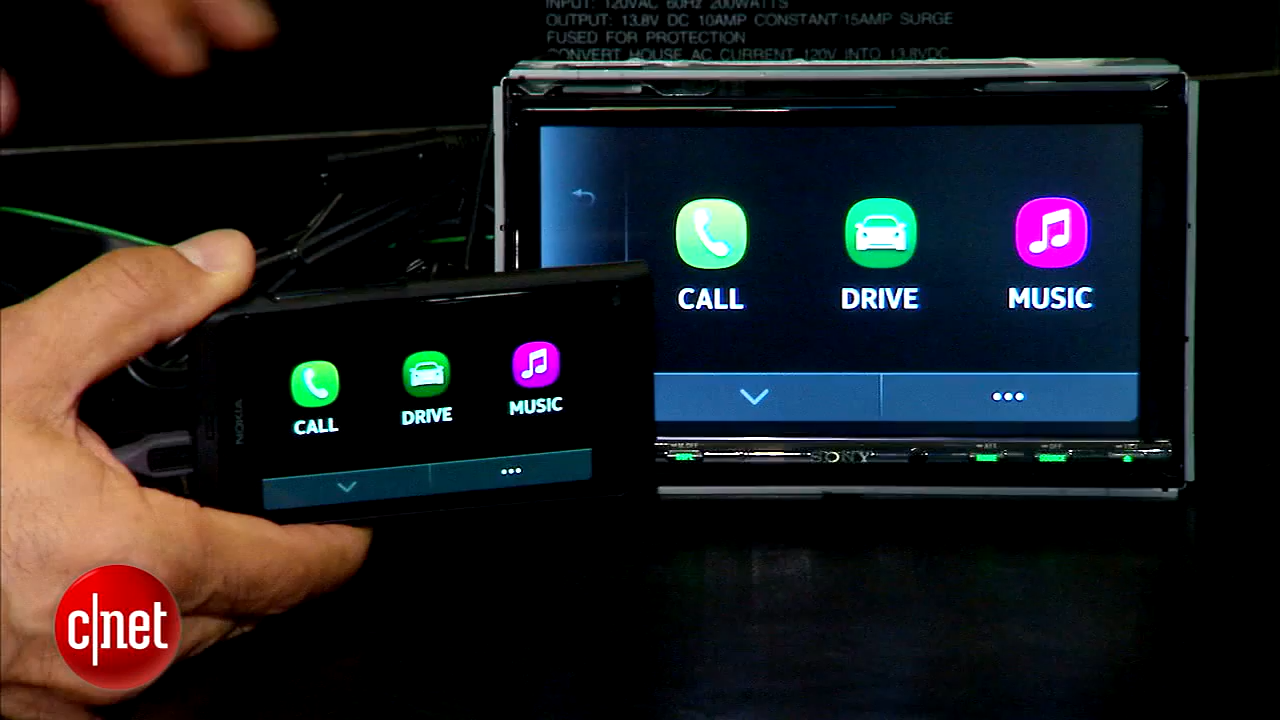 INPUT: 120VAC 60Hz 200WATTS
OUTPUT: 13.8V DC 10AMP CONSTANT/15AMP SURGE
FUSED FOR PROTECTION
CONVERT HOUSE AC CURRENT 120V INTO 13.8VDC
CALL DRIVE MUSIC
NOKIA
CALL DRIVE MUSIC
SONY
c|net